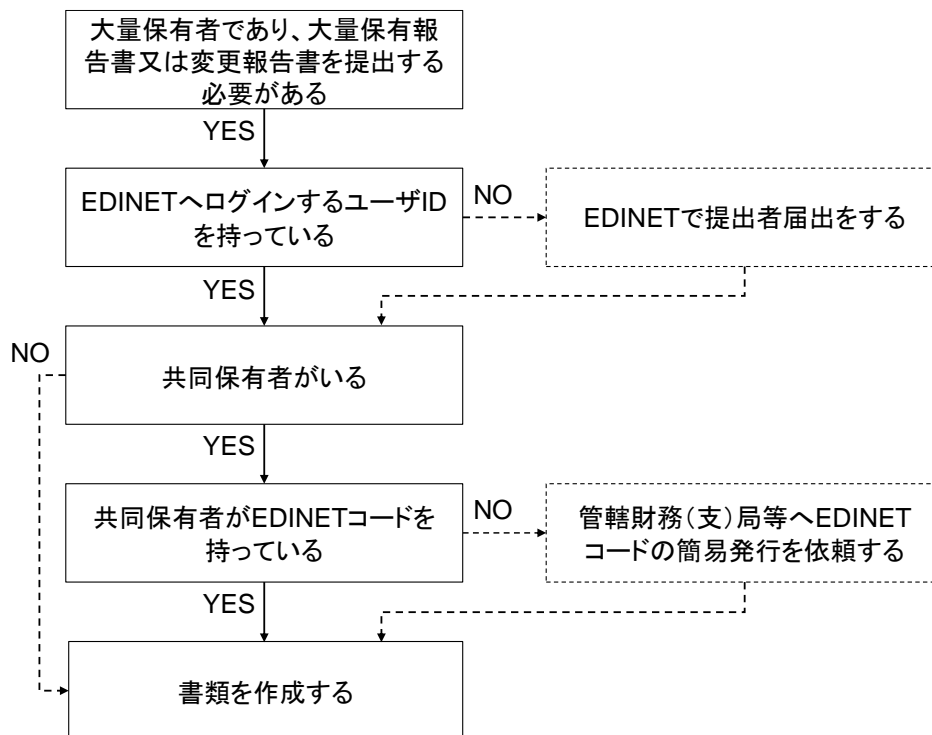 大量保有者であり、大量保有報
告書又は変更報告書を提出する
必要がある
YES
EDINETへログインするユーザID
を持っている
NO
EDINETで提出者届出をする
YES
NO
共同保有者がいる
YES
共同保有者がEDINETコードを
持っている
NO
管轄財務（支）局等へEDINET
コードの簡易発行を依頼する
YES
書類を作成する